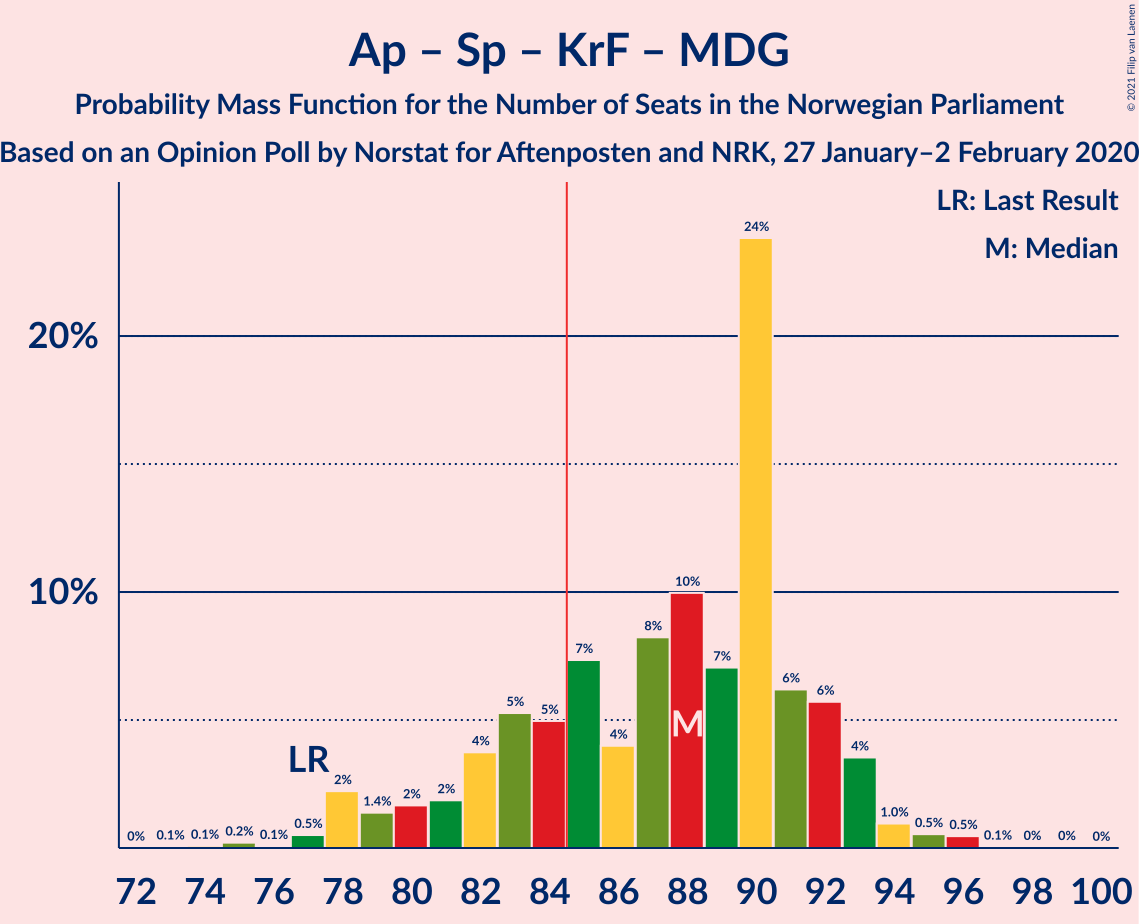 Ap – Sp – KrF – MDG
Probability Mass Function for the Number of Seats in the Norwegian Parliament
Based on an Opinion Poll by Norstat for Aftenposten and NRK, 27 January–2 February 2020
© 2021 Filip van Laenen
LR: Last Result
M: Median
20%
10%
0% 0.1% 0.1% 0.2% 0.1% 0.5% 2% 1.4% 2% 2% 4% 5% 5% 7% 4% 8% 10% 7% 24% 6% 6% 4% 1.0% 0.5% 0.5% 0.1% 0% 0% 0%
LR
M
72 74 76 78 80 82 84 86 88 90 92 94 96 98 100